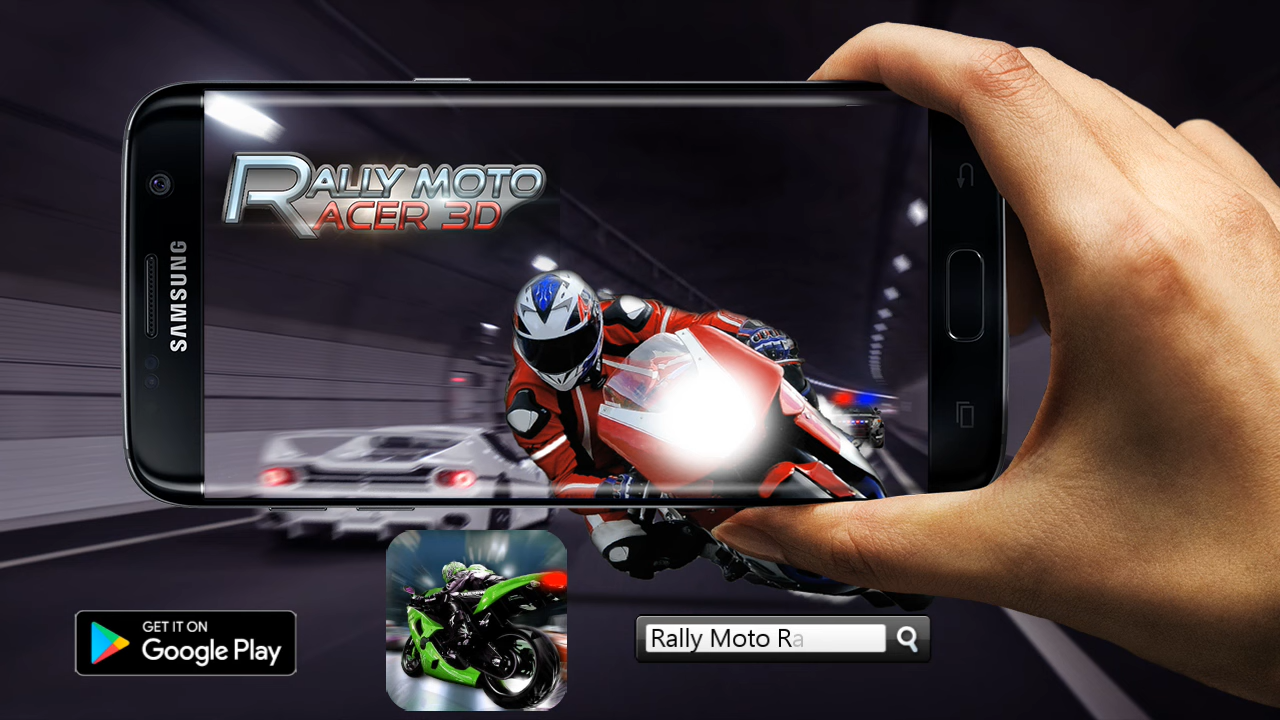 RALLY MOTO
RACER 3D
SAMSUNG
GET IT ON
Google Play
Rally Moto Ra